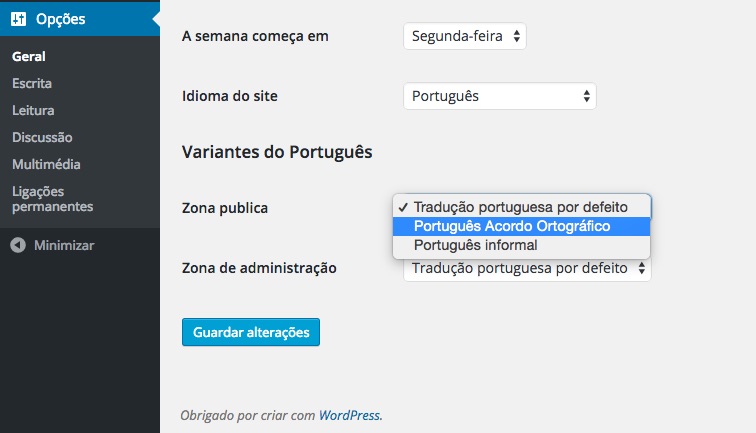 Opções
Geral
Escrita
Leitura
Discussão
Multimédia
Ligações
permanentes
Minimizar
A semana começa em
Segunda-feira
Idioma do site
Português
Variantes do Português
Zona publica
✓ Tradução portuguesa por defeito
Português Acordo Ortográfico
Português informal
Zona de administração
Tradução portuguesa por defeito
Guardar alterações
Obrigado por criar com WordPress.